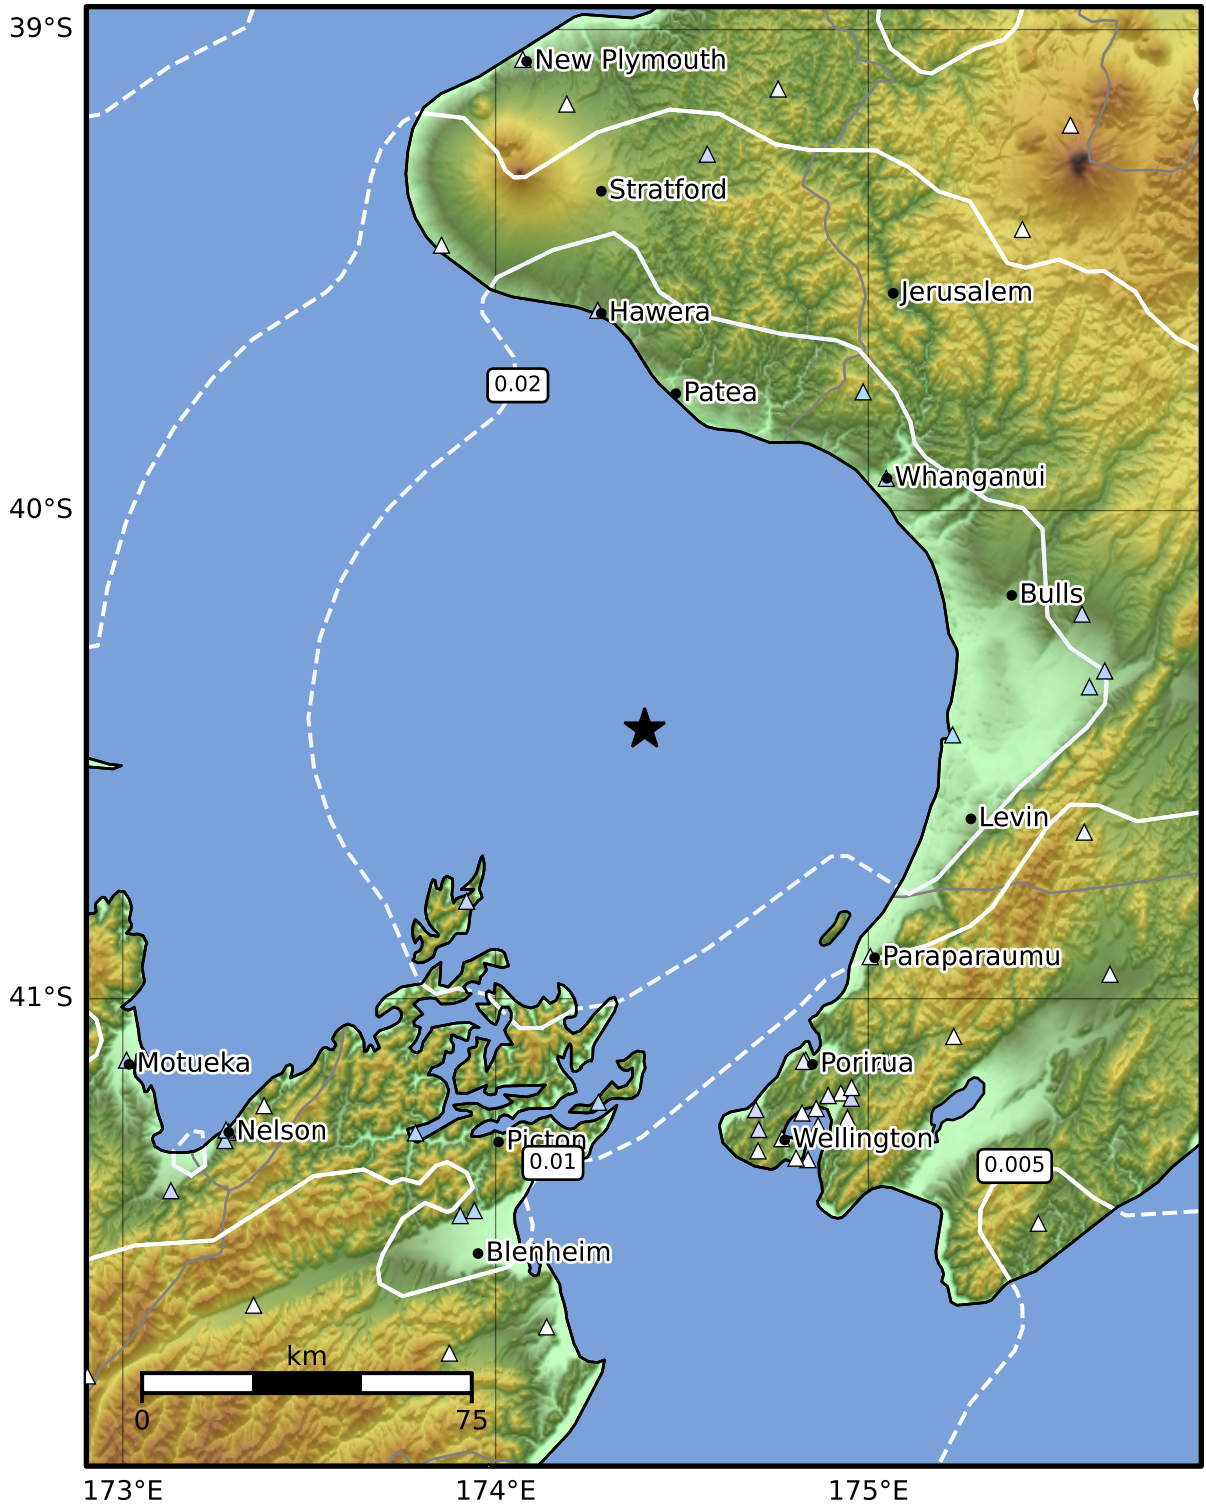 39°S
New Plymouth
Stratford
Jerusalem
Hawera
0.02
Patea
Whanganui
40°S
Bulls
Levin
Paraparaumu
41°S
Motueka
Porirua
Nelson
Picton
Wellington
0.01
0.005
Blenheim
km
0
75
173°E
174°E
175°E